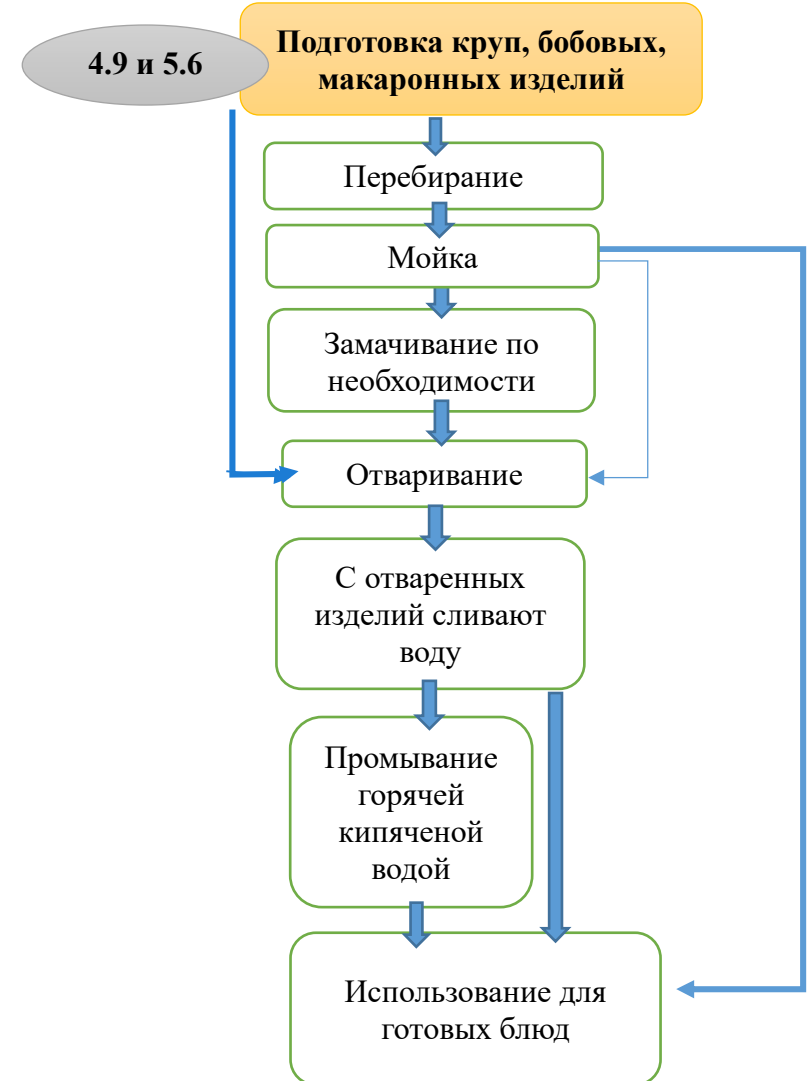 4.9 и 5.6
Подготовка круп, бобовых,
макаронных изделий
Перебирание
Мойка
Замачивание по
необходимости
Отваривание
С отваренных
изделий сливают
воду
Промывание
горячей
кипяченой
водой
Использование для
готовых блюд